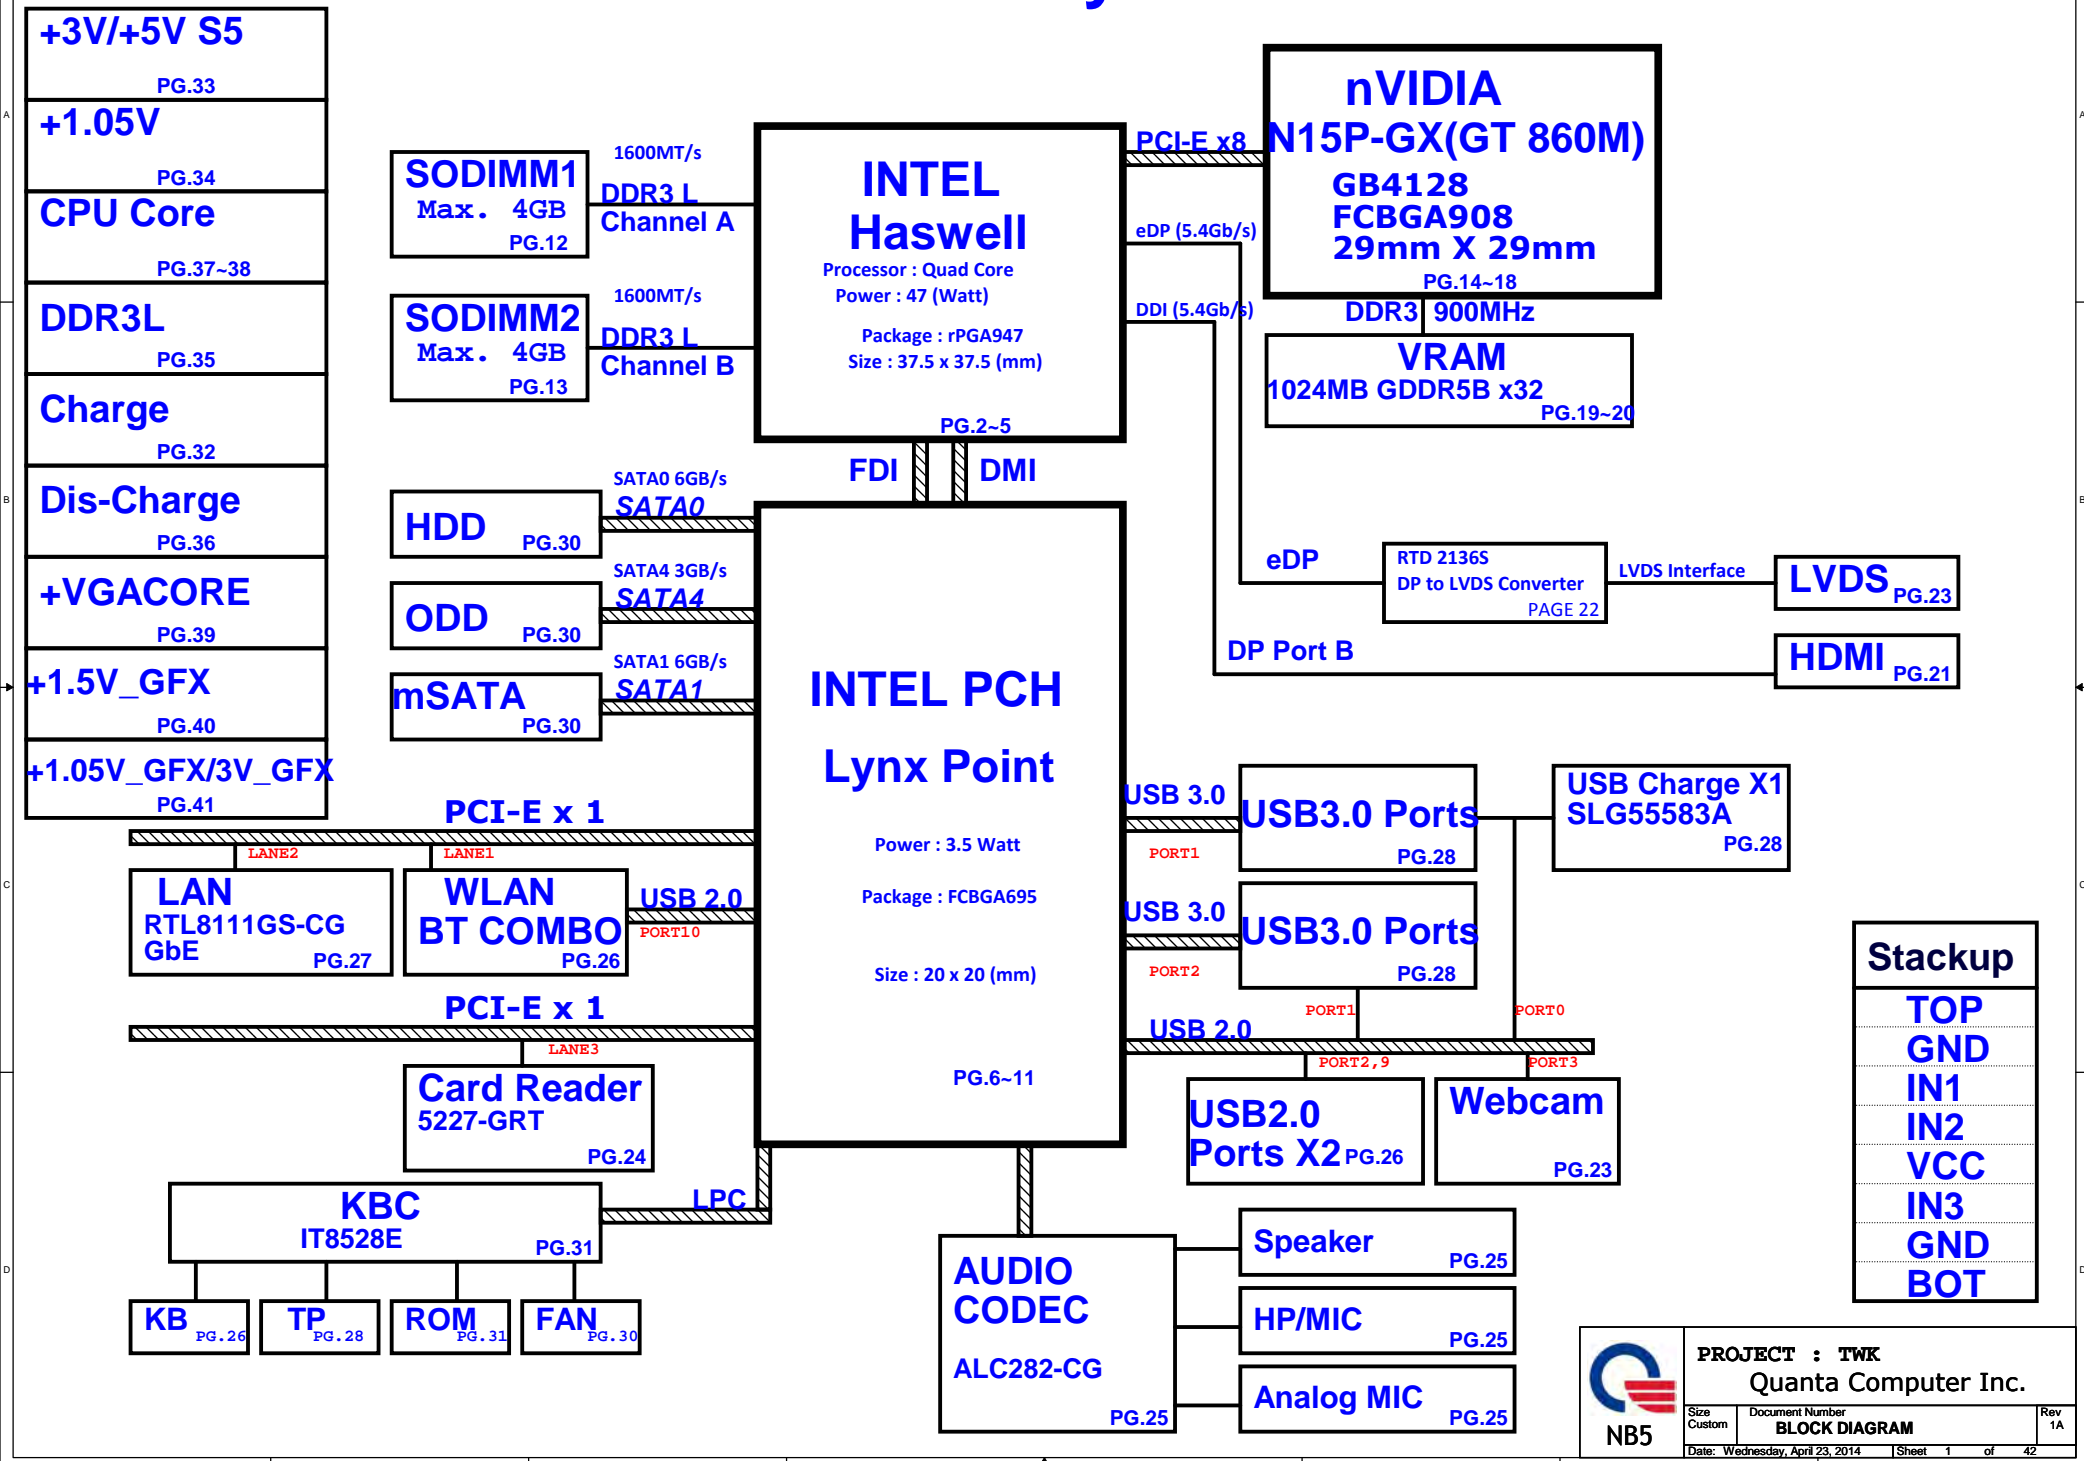 +3V/+5V S5
PG.33
+1.05V
PG.34
CPU Core
PG.37~38
DDR3L
PG.35
Charge
PG.32
Dis-Charge
PG.36
+VGACORE
PG.39
+1.5V_GFX
PG.40
+1.05V_GFX/3V_GFX
PG.41
SODIMM1
Max. 4GB
PG.12
1600MT/s
DDR3 L
Channel A
SODIMM2
Max. 4GB
PG.13
1600MT/s
DDR3 L
Channel B
INTEL
Haswell
Processor : Quad Core
Power : 47 (Watt)
Package : rPGA947
Size : 37.5 x 37.5 (mm)
PG.2~5
PCI-E x8
eDP (5.4Gb/s)
DDI (5.4Gb/s)
nVIDIA
N15P-GX(GT 860M)
GB4128
FCBGA908
29mm X 29mm
PG.14~18
DDR3 900MHz
VRAM
1024MB GDDR5B x32
PG.19~20
FDI
DMI
HDD
PG.30
SATA0 6GB/s
SATA0
ODD
PG.30
SATA4 3GB/s
SATA4
mSATA
PG.30
SATA1 6GB/s
SATA1
INTEL PCH
Lynx Point
Power : 3.5 Watt
Package : FCBGA695
Size : 20 x 20 (mm)
PG.6~11
eDP
RTD 2136S
DP to LVDS Converter
PAGE 22
LVDS Interface
LVDS
PG.23
DP Port B
HDMI
PG.21
PCI-E x 1
LANE2
LANE1
LAN
RTL8111GS-CG
GbE
PG.27
WLAN
BT COMBO
PG.26
USB 2.0
PORT10
PCI-E x 1
LANE3
Card Reader
5227-GRT
PG.24
USB 3.0
PORT1
USB3.0 Ports
PG.28
USB Charge X1
SLG55583A
PG.28
USB 3.0
PORT2
USB3.0 Ports
PG.28
PORT1
PORT0
USB 2.0
PORT2,9
PORT3
USB2.0
Ports X2
PG.26
Webcam
PG.23
KBC
IT8528E
PG.31
LPC
KB
PG.26
TP
PG.28
ROM
PG.31
FAN
PG.30
AUDIO
CODEC
ALC282-CG
PG.25
Speaker
PG.25
HP/MIC
PG.25
Analog MIC
PG.25
Stackup
TOP
GND
IN1
IN2
VCC
IN3
GND
BOT
NB5
PROJECT : TWK
Quanta Computer Inc.
Size
Custom
Document Number
BLOCK DIAGRAM
Rev
1A
Date: Wednesday, April 23, 2014
Sheet 1 of 42
A
B
C
D
A
B
C
D